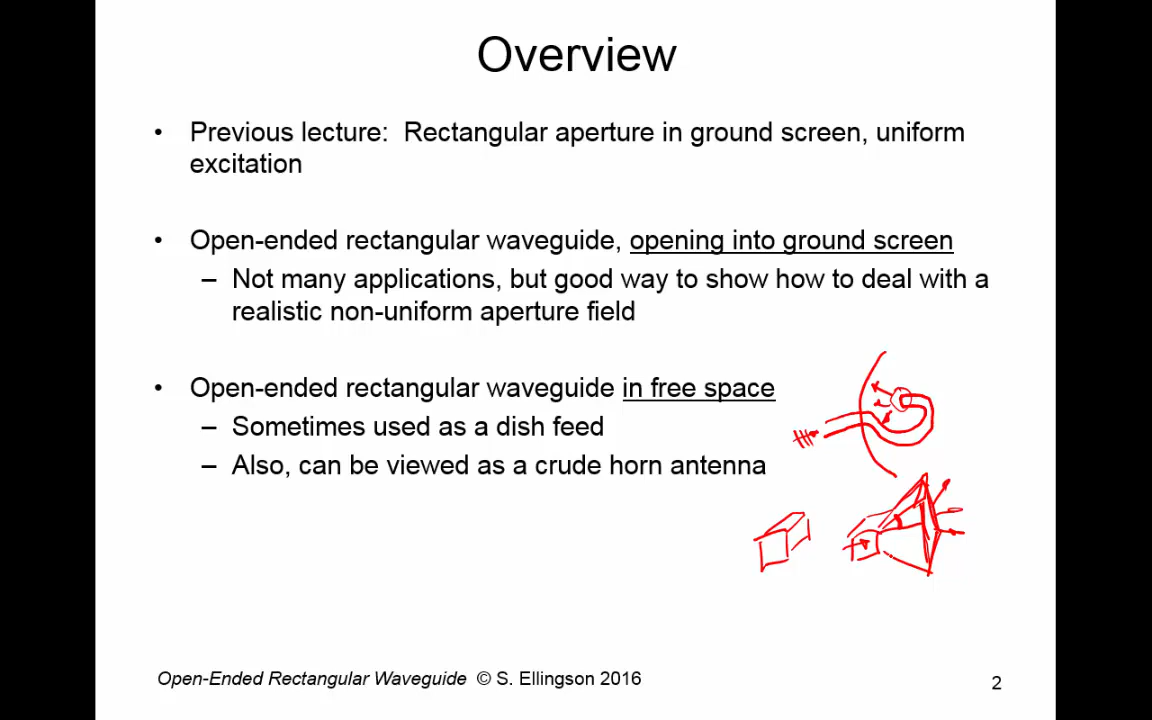 Overview
• Previous lecture: Rectangular aperture in ground screen, uniform
excitation
• Open-ended rectangular waveguide, opening into ground screen
– Not many applications, but good way to show how to deal with a
realistic non-uniform aperture field
• Open-ended rectangular waveguide in free space
– Sometimes used as a dish feed
– Also, can be viewed as a crude horn antenna
Open-Ended Rectangular Waveguide © S. Ellingson 2016
2